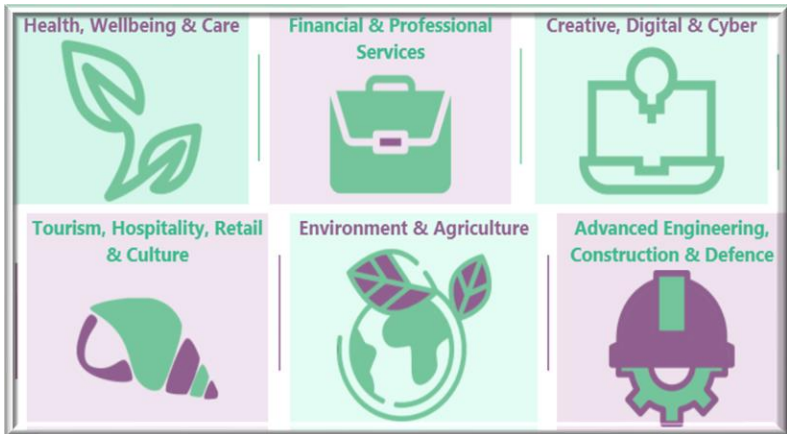 Health, Wellbeing & Care
Financial & Professional
Services
Creative, Digital & Cyber
Tourism, Hospitality, Retail
& Culture
Environment & Agriculture
Advanced Engineering,
Construction & Defence